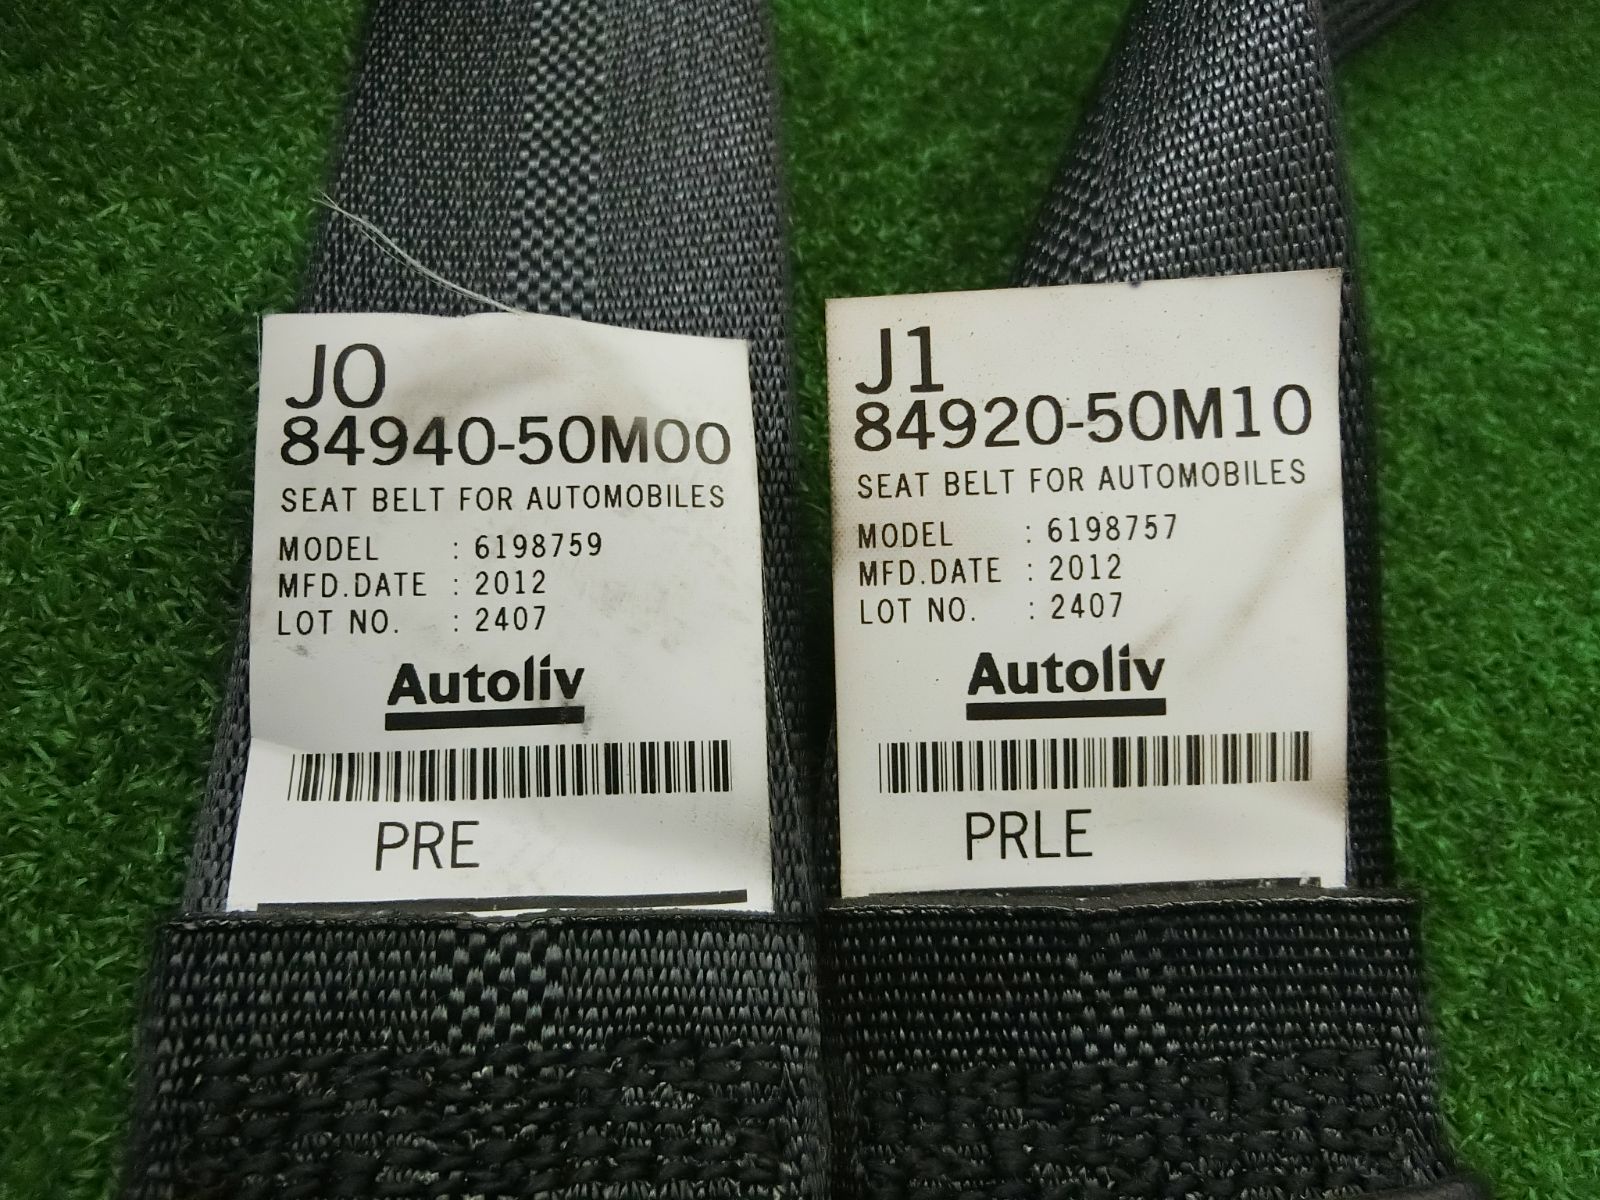 J0
84940-50M00
SEAT BELT FOR AUTOMOBILES
MODEL : 6198759
MFD.DATE : 2012
LOT NO. : 2407
Autoliv
PRE
J1
84920-50M10
SEAT BELT FOR AUTOMOBILES
MODEL : 6198757
MFD.DATE : 2012
LOT NO. : 2407
Autoliv
PRLE